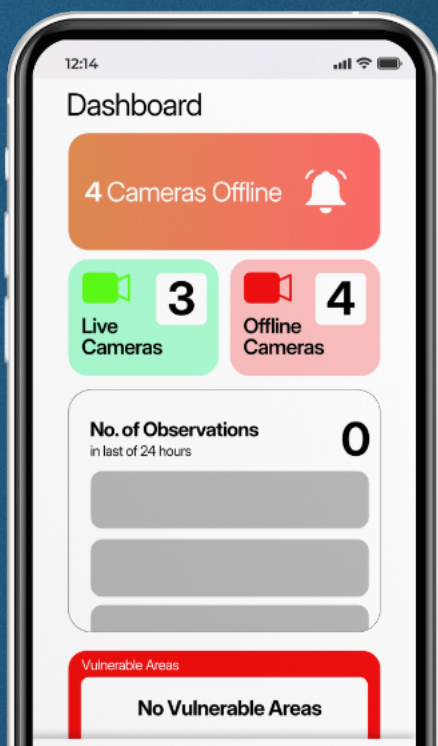 12:14
Dashboard
4 Cameras Offline
3
Live
Cameras
4
Offline
Cameras
No. of Observations
in last of 24 hours
0
Vulnerable Areas
No Vulnerable Areas